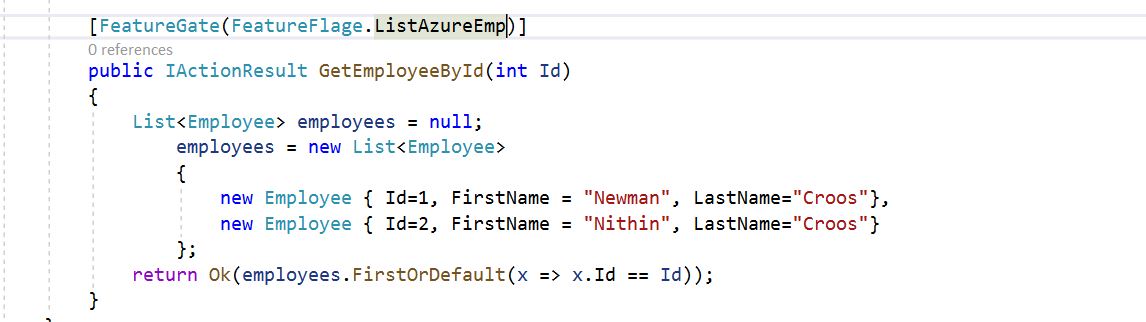 [FeatureGate(FeatureFlage.ListAzureEmp)]
0 references
public IActionResult GetEmployeeById(int Id)
{
List<Employee> employees = null;
employees = new List<Employee>
{
new Employee { Id=1, FirstName = "Newman", LastName="Croos"},
new Employee { Id=2, FirstName = "Nithin", LastName="Croos"}
};
return Ok(employees.FirstOrDefault(x => x.Id == Id));
}